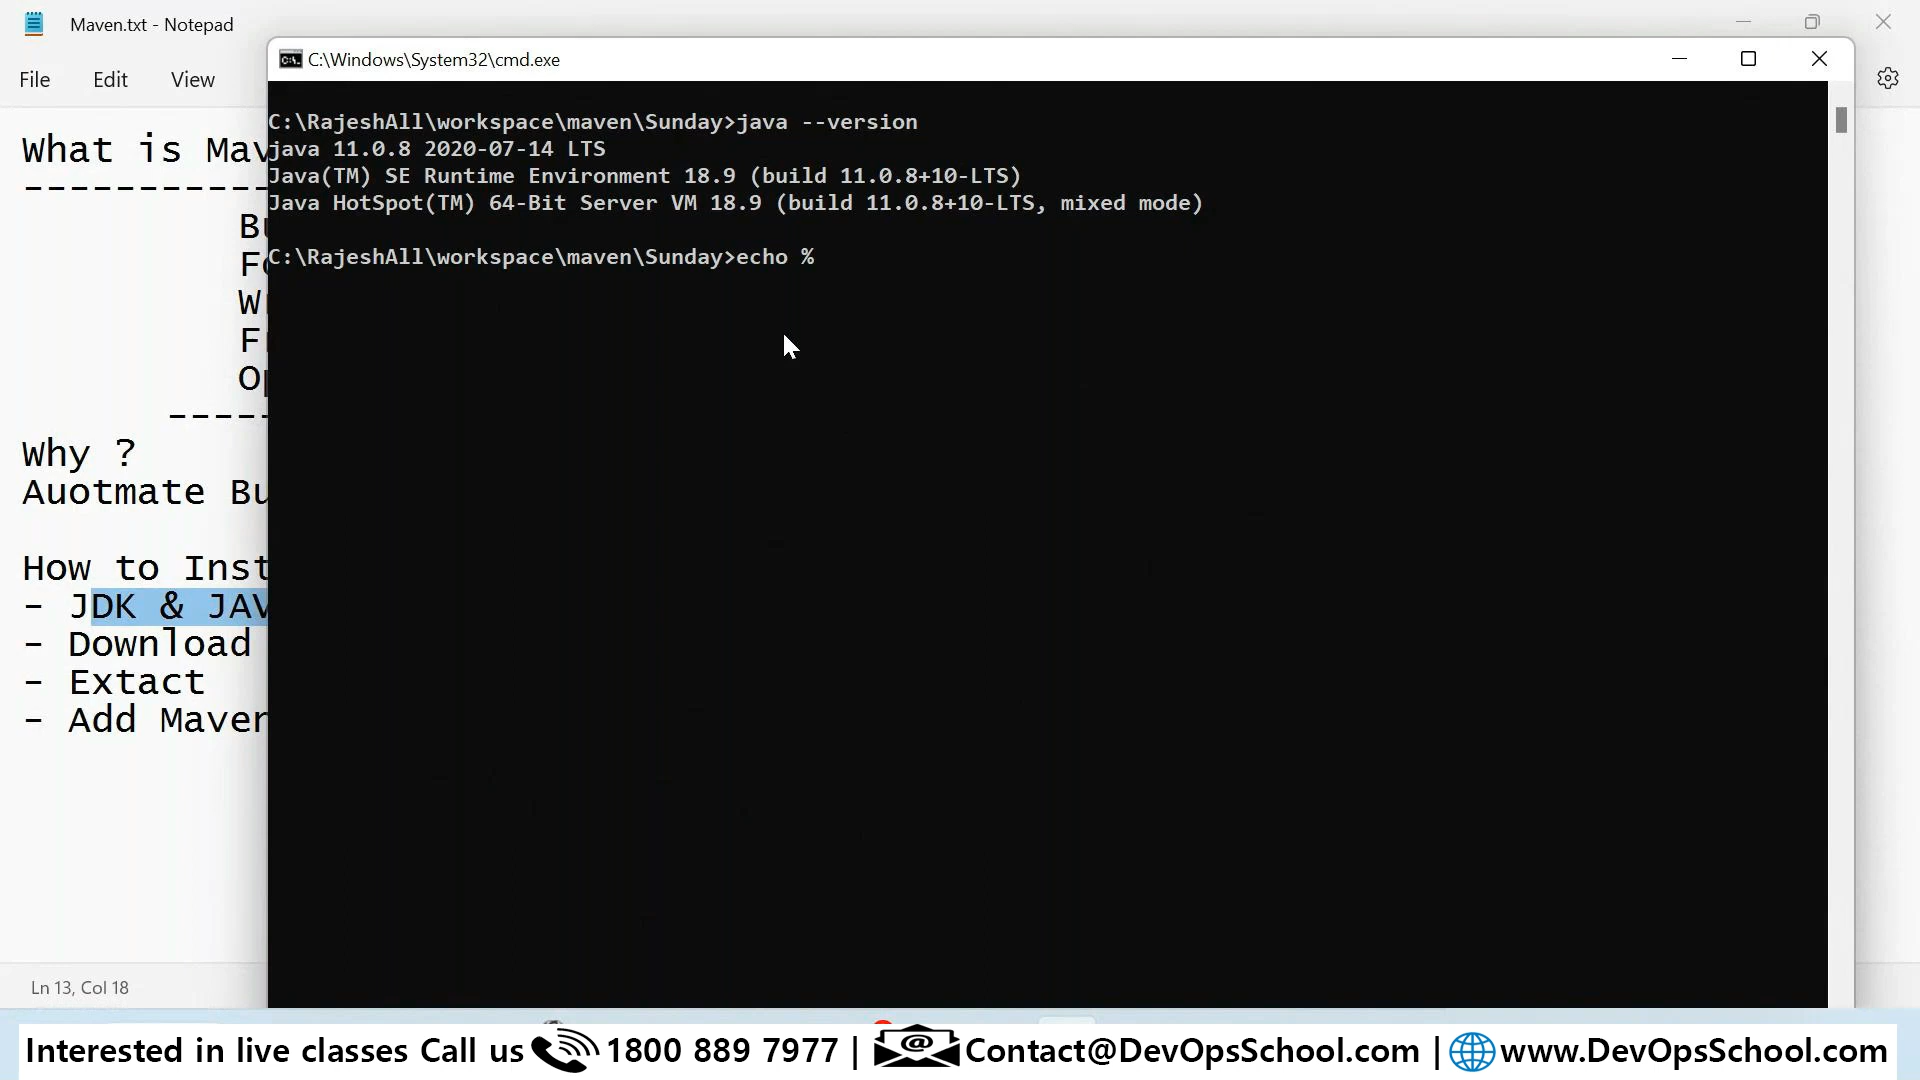 Maven.txt - Notepad
File Edit View
C:\Windows\System32\cmd.exe
C:\RajeshAll\workspace\maven\Sunday>java --version
java 11.0.8 2020-07-14 LTS
Java(TM) SE Runtime Environment 18.9 (build 11.0.8+10-LTS)
Java HotSpot(TM) 64-Bit Server VM 18.9 (build 11.0.8+10-LTS, mixed mode)
C:\RajeshAll\workspace\maven\Sunday>echo %
What is Mav
-----------
B
F
W
F
Op
-----
Why ?
Auotmate Bu
How to Inst
- JDK & JAV
- Download
- Extact
- Add Maven
Ln 13, Col 18
Interested in live classes Call us 1800 889 7977 | Contact@DevOpsSchool.com | www.DevOpsSchool.com